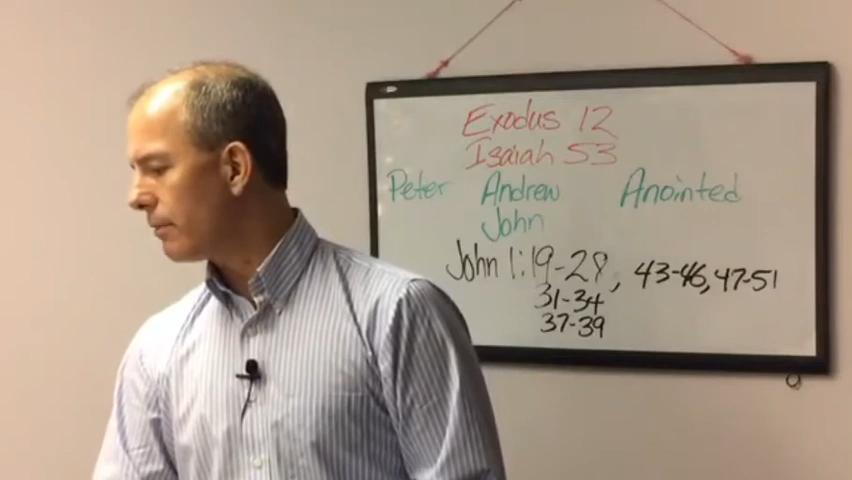 Exodus 12
Isaiah 53
Peter Andrew Anointed
John
John 1:19-28, 43-46, 47-51
31-34
37-39